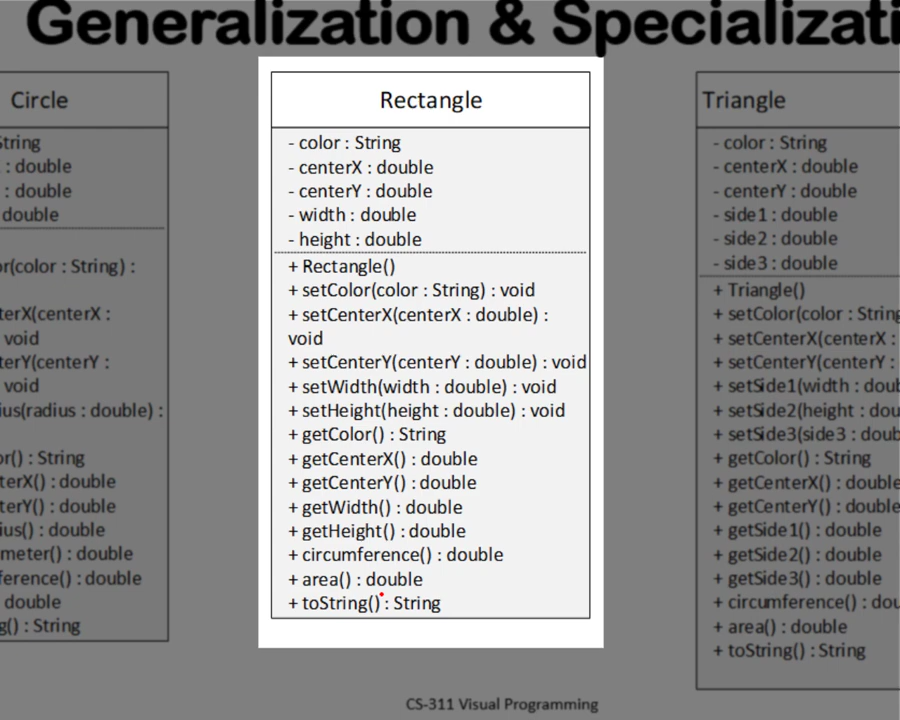 Generalization & Specializati
Circle
String
: double
: double
double
or(color : String) :
terX(centerX :
void
terY(centerY :
void
ius(radius : double) :
or() : String
terX() : double
terY() : double
ius() : double
meter() : double
ference() : double
double
g() : String
Rectangle
- color : String
- centerX : double
- centerY : double
- width : double
- height : double
+ Rectangle()
+ setColor(color : String) : void
+ setCenterX(centerX : double) :
void
+ setCenterY(centerY : double) : void
+ setWidth(width : double) : void
+ setHeight(height : double) : void
+ getColor() : String
+ getCenterX() : double
+ getCenterY() : double
+ getWidth() : double
+ getHeight() : double
+ circumference() : double
+ area() : double
+ toString() : String
Triangle
- color : String
- centerX : double
- centerY : double
- side1 : double
- side2 : double
- side3 : double
+ Triangle()
+ setColor(color : String
+ setCenterX(centerX :
+ setCenterY(centerY :
+ setSide1(width : doub
+ setSide2(height : dou
+ setSide3(side3 : doub
+ getColor() : String
+ getCenterX() : double
+ getCenterY() : double
+ getSide1() : double
+ getSide2() : double
+ getSide3() : double
+ circumference() : dou
+ area() : double
+ toString() : String
CS-311 Visual Programming